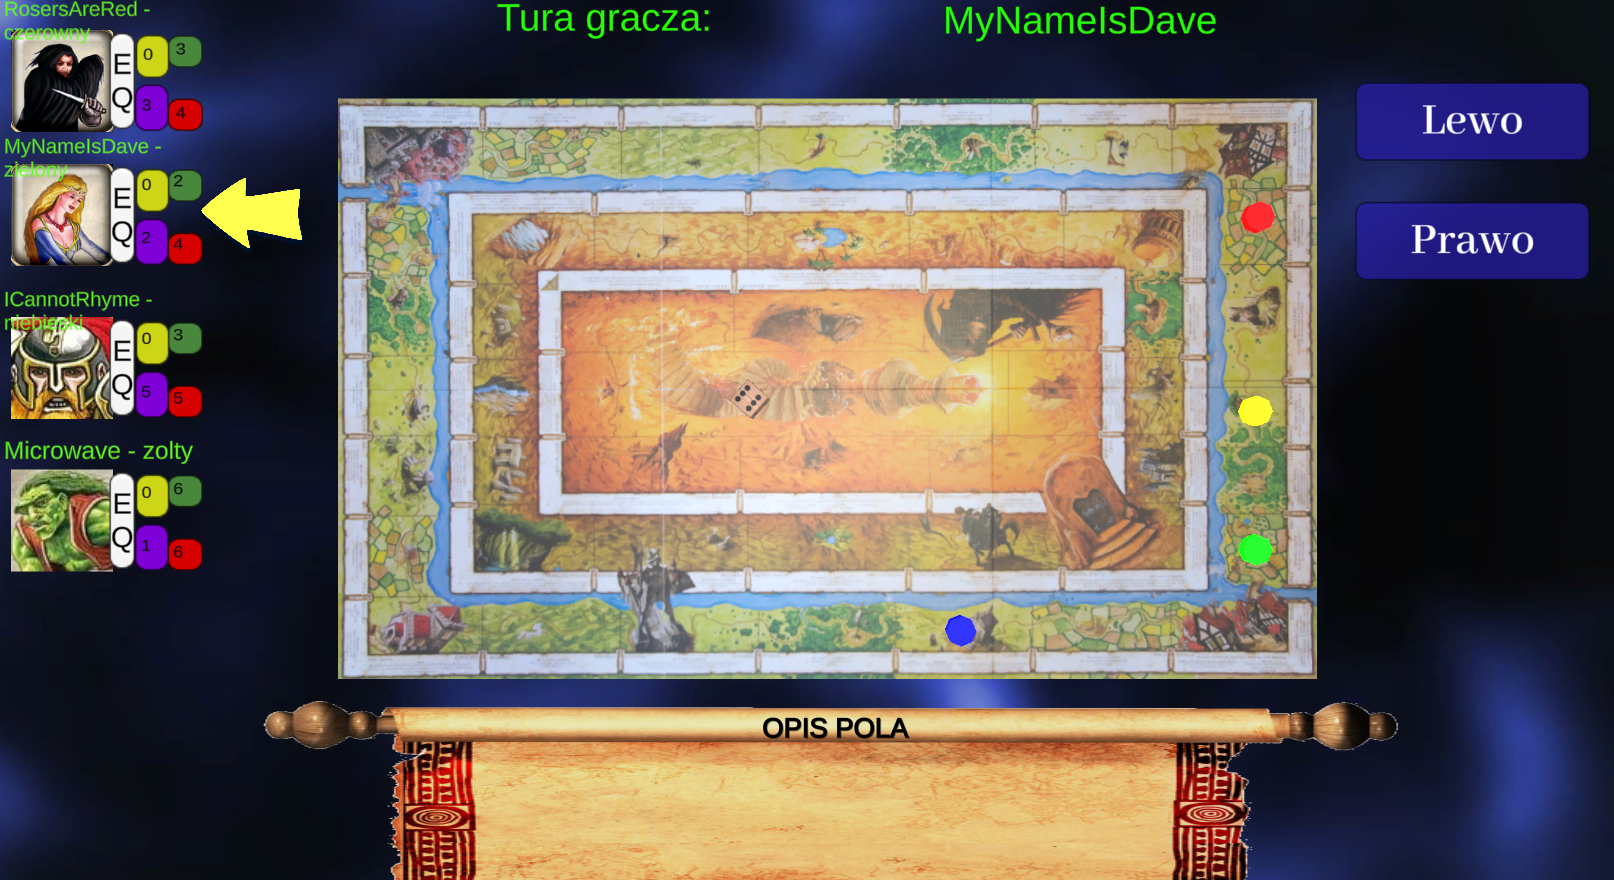 RosersAreRed -
czerowny
Tura gracza:
MyNameIsDave
E
Q
0
3
3
4
MyNameIsDave -
zielony
E
Q
0
2
2
4
ICannotRhyme -
niebieski
E
Q
0
3
5
5
Microwave - zolty
E
Q
0
6
1
6
Lewo
Prawo
OPIS POLA